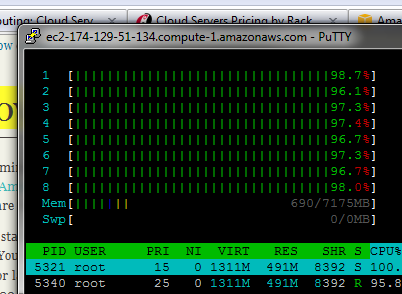 puting: Cloud Serv
Cloud Servers Pricing by Rack
Amazo
ec2-174-129-51-134.compute-1.amazonaws.com - PuTTY
1 [||||||||||||||||||||||||||||||||98.7%]
2 [||||||||||||||||||||||||||||||||96.1%]
3 [||||||||||||||||||||||||||||||||97.3%]
4 [||||||||||||||||||||||||||||||||97.4%]
5 [||||||||||||||||||||||||||||||||96.7%]
6 [||||||||||||||||||||||||||||||||97.3%]
7 [||||||||||||||||||||||||||||||||96.7%]
8 [||||||||||||||||||||||||||||||||98.0%]
Mem[||||||| 690/7175MB]
Swp[ 0/0MB]
PID USER PRI NI VIRT RES SHR S CPU%
5321 root 15 0 1311M 491M 8392 S 100.
5340 root 25 0 1311M 491M 8392 R 95.8